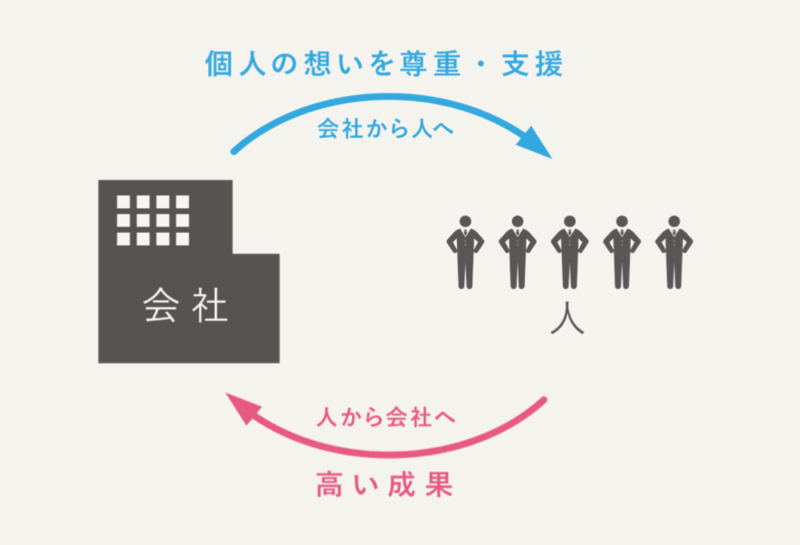 個人の想いを尊重・支援
会社から人へ
会社
人
人から会社へ
高い成果